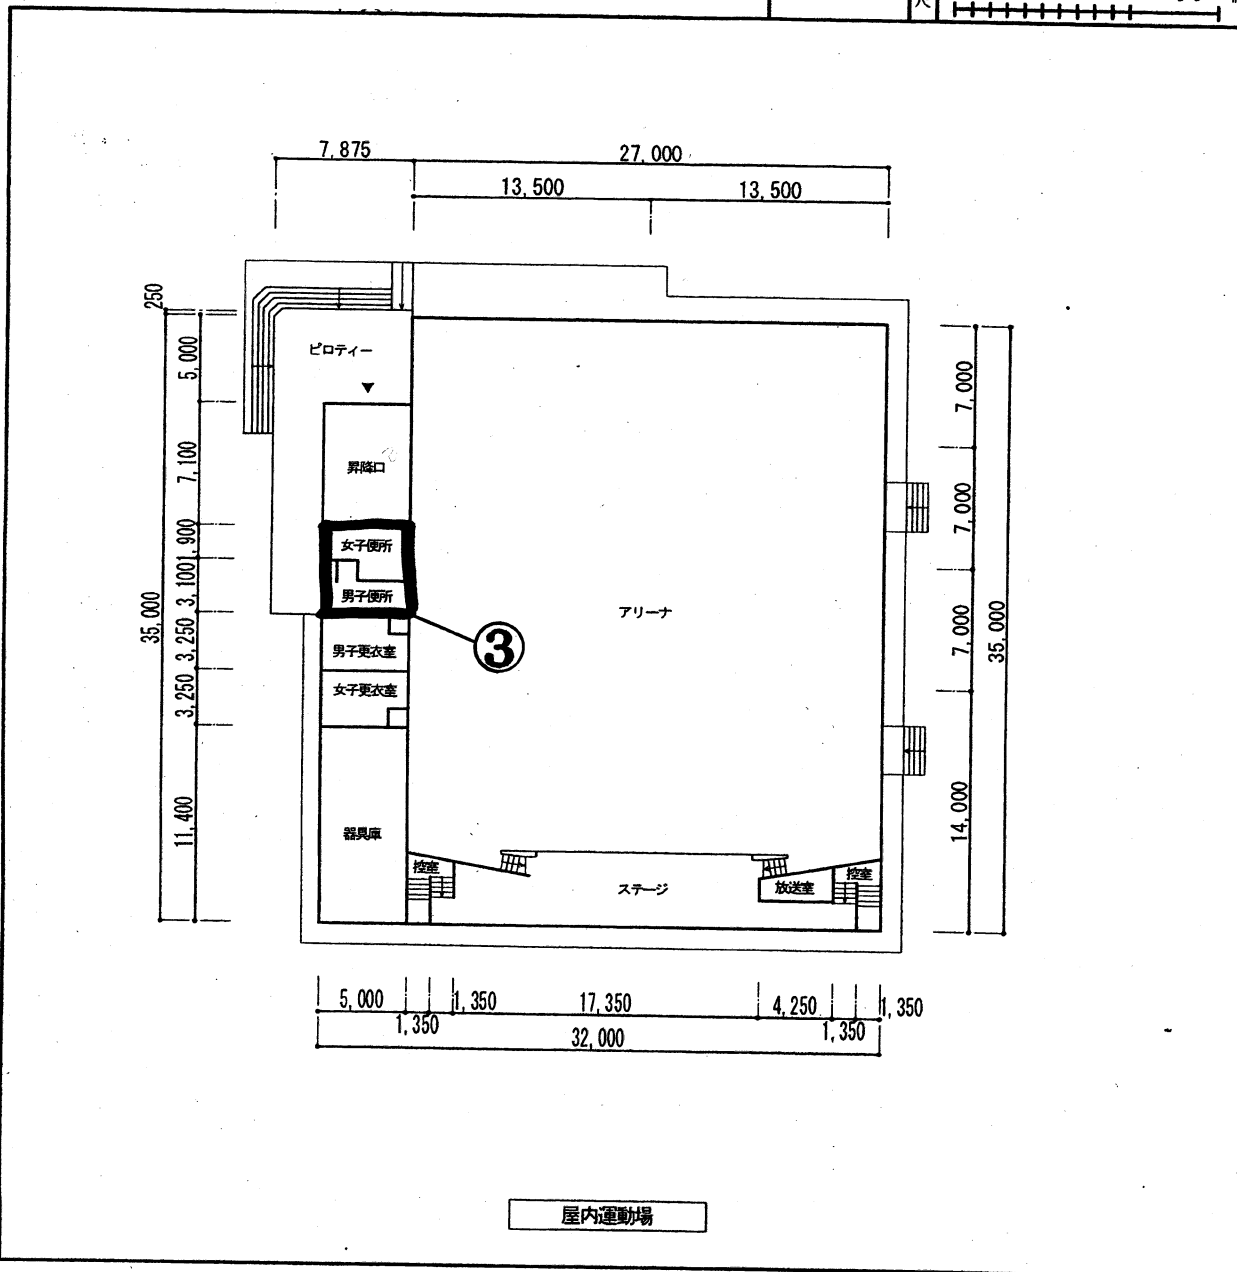 尺
7,875
27,000
13,500
13,500
250
5,000
7,100
1,900
3,100
3,250
3,250
11,400
35,000
ピロティー
昇降口
女子便所
男子便所
男子更衣室
女子更衣室
器具庫
③
アリーナ
控室
ステージ
放送室
控室
7,000
7,000
7,000
14,000
35,000
5,000
1,350
1,350
17,350
4,250
1,350
1,350
32,000
屋内運動場